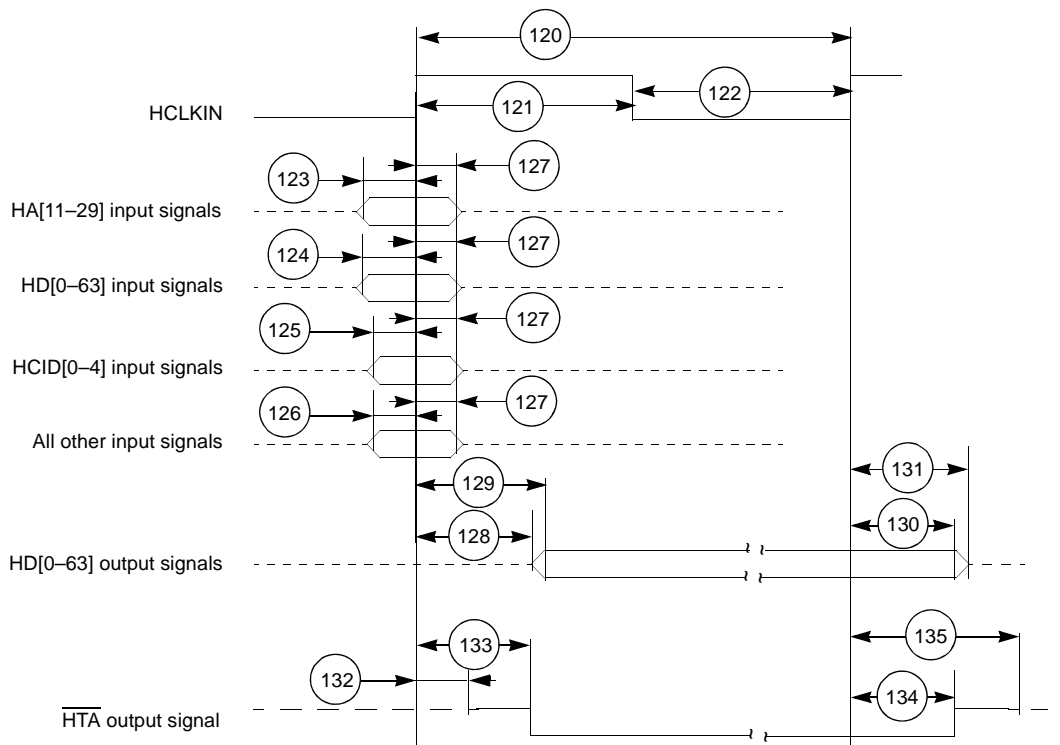 120
122
121
HCLKIN
127
123
HA[11–29] input signals
127
124
HD[0–63] input signals
127
125
HCID[0–4] input signals
127
126
All other input signals
131
129
130
128
HD[0–63] output signals
135
133
132
134
HTA output signal